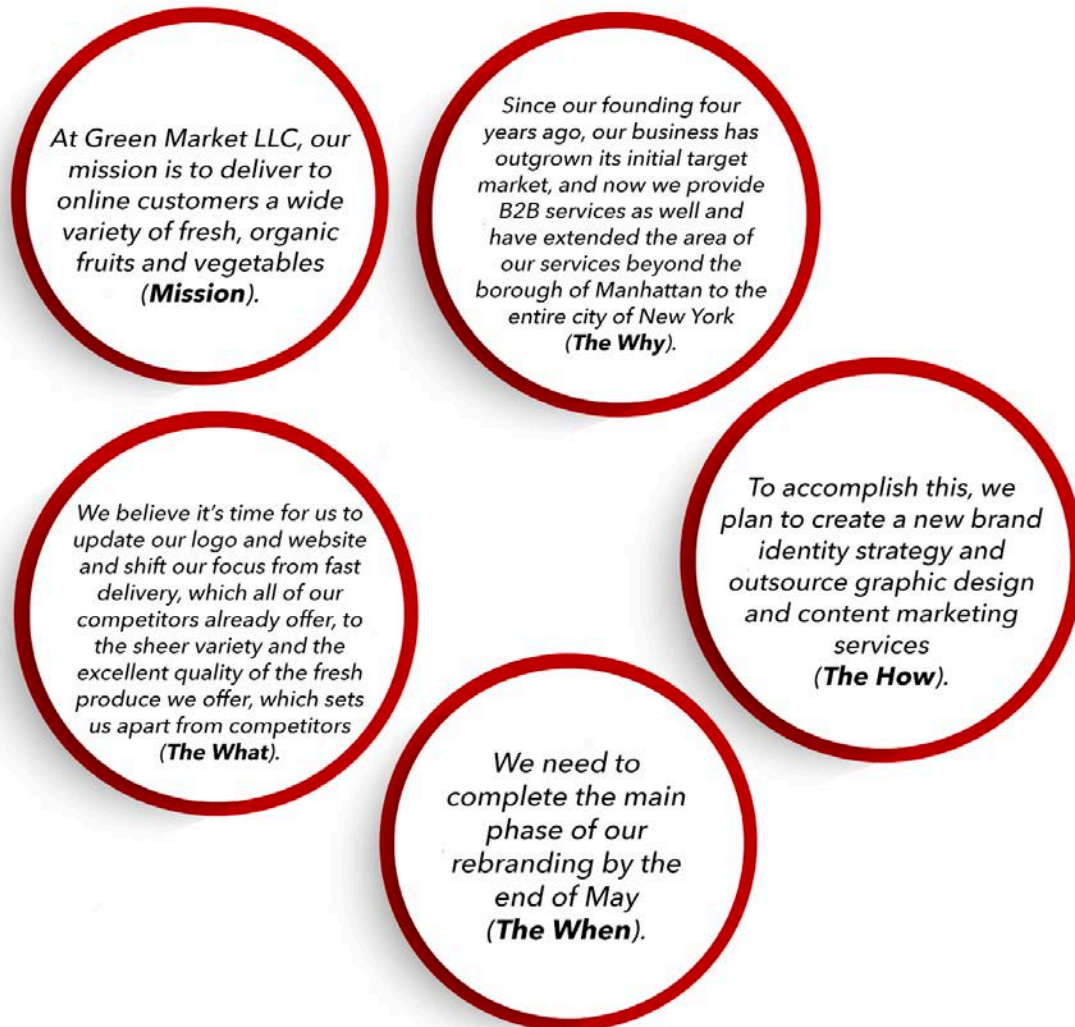 At Green Market LLC, our
mission is to deliver to
online customers a wide
variety of fresh, organic
fruits and vegetables
(Mission).
Since our founding four
years ago, our business has
outgrown its initial target
market, and now we provide
B2B services as well and
have extended the area of
our services beyond the
borough of Manhattan to the
entire city of New York
(The Why).
We believe it’s time for us to
update our logo and website
and shift our focus from fast
delivery, which all of our
competitors already offer, to
the sheer variety and the
excellent quality of the fresh
produce we offer, which sets
us apart from competitors
(The What).
To accomplish this, we
plan to create a new brand
identity strategy and
outsource graphic design
and content marketing
services
(The How).
We need to
complete the main
phase of our
rebranding by the
end of May
(The When).